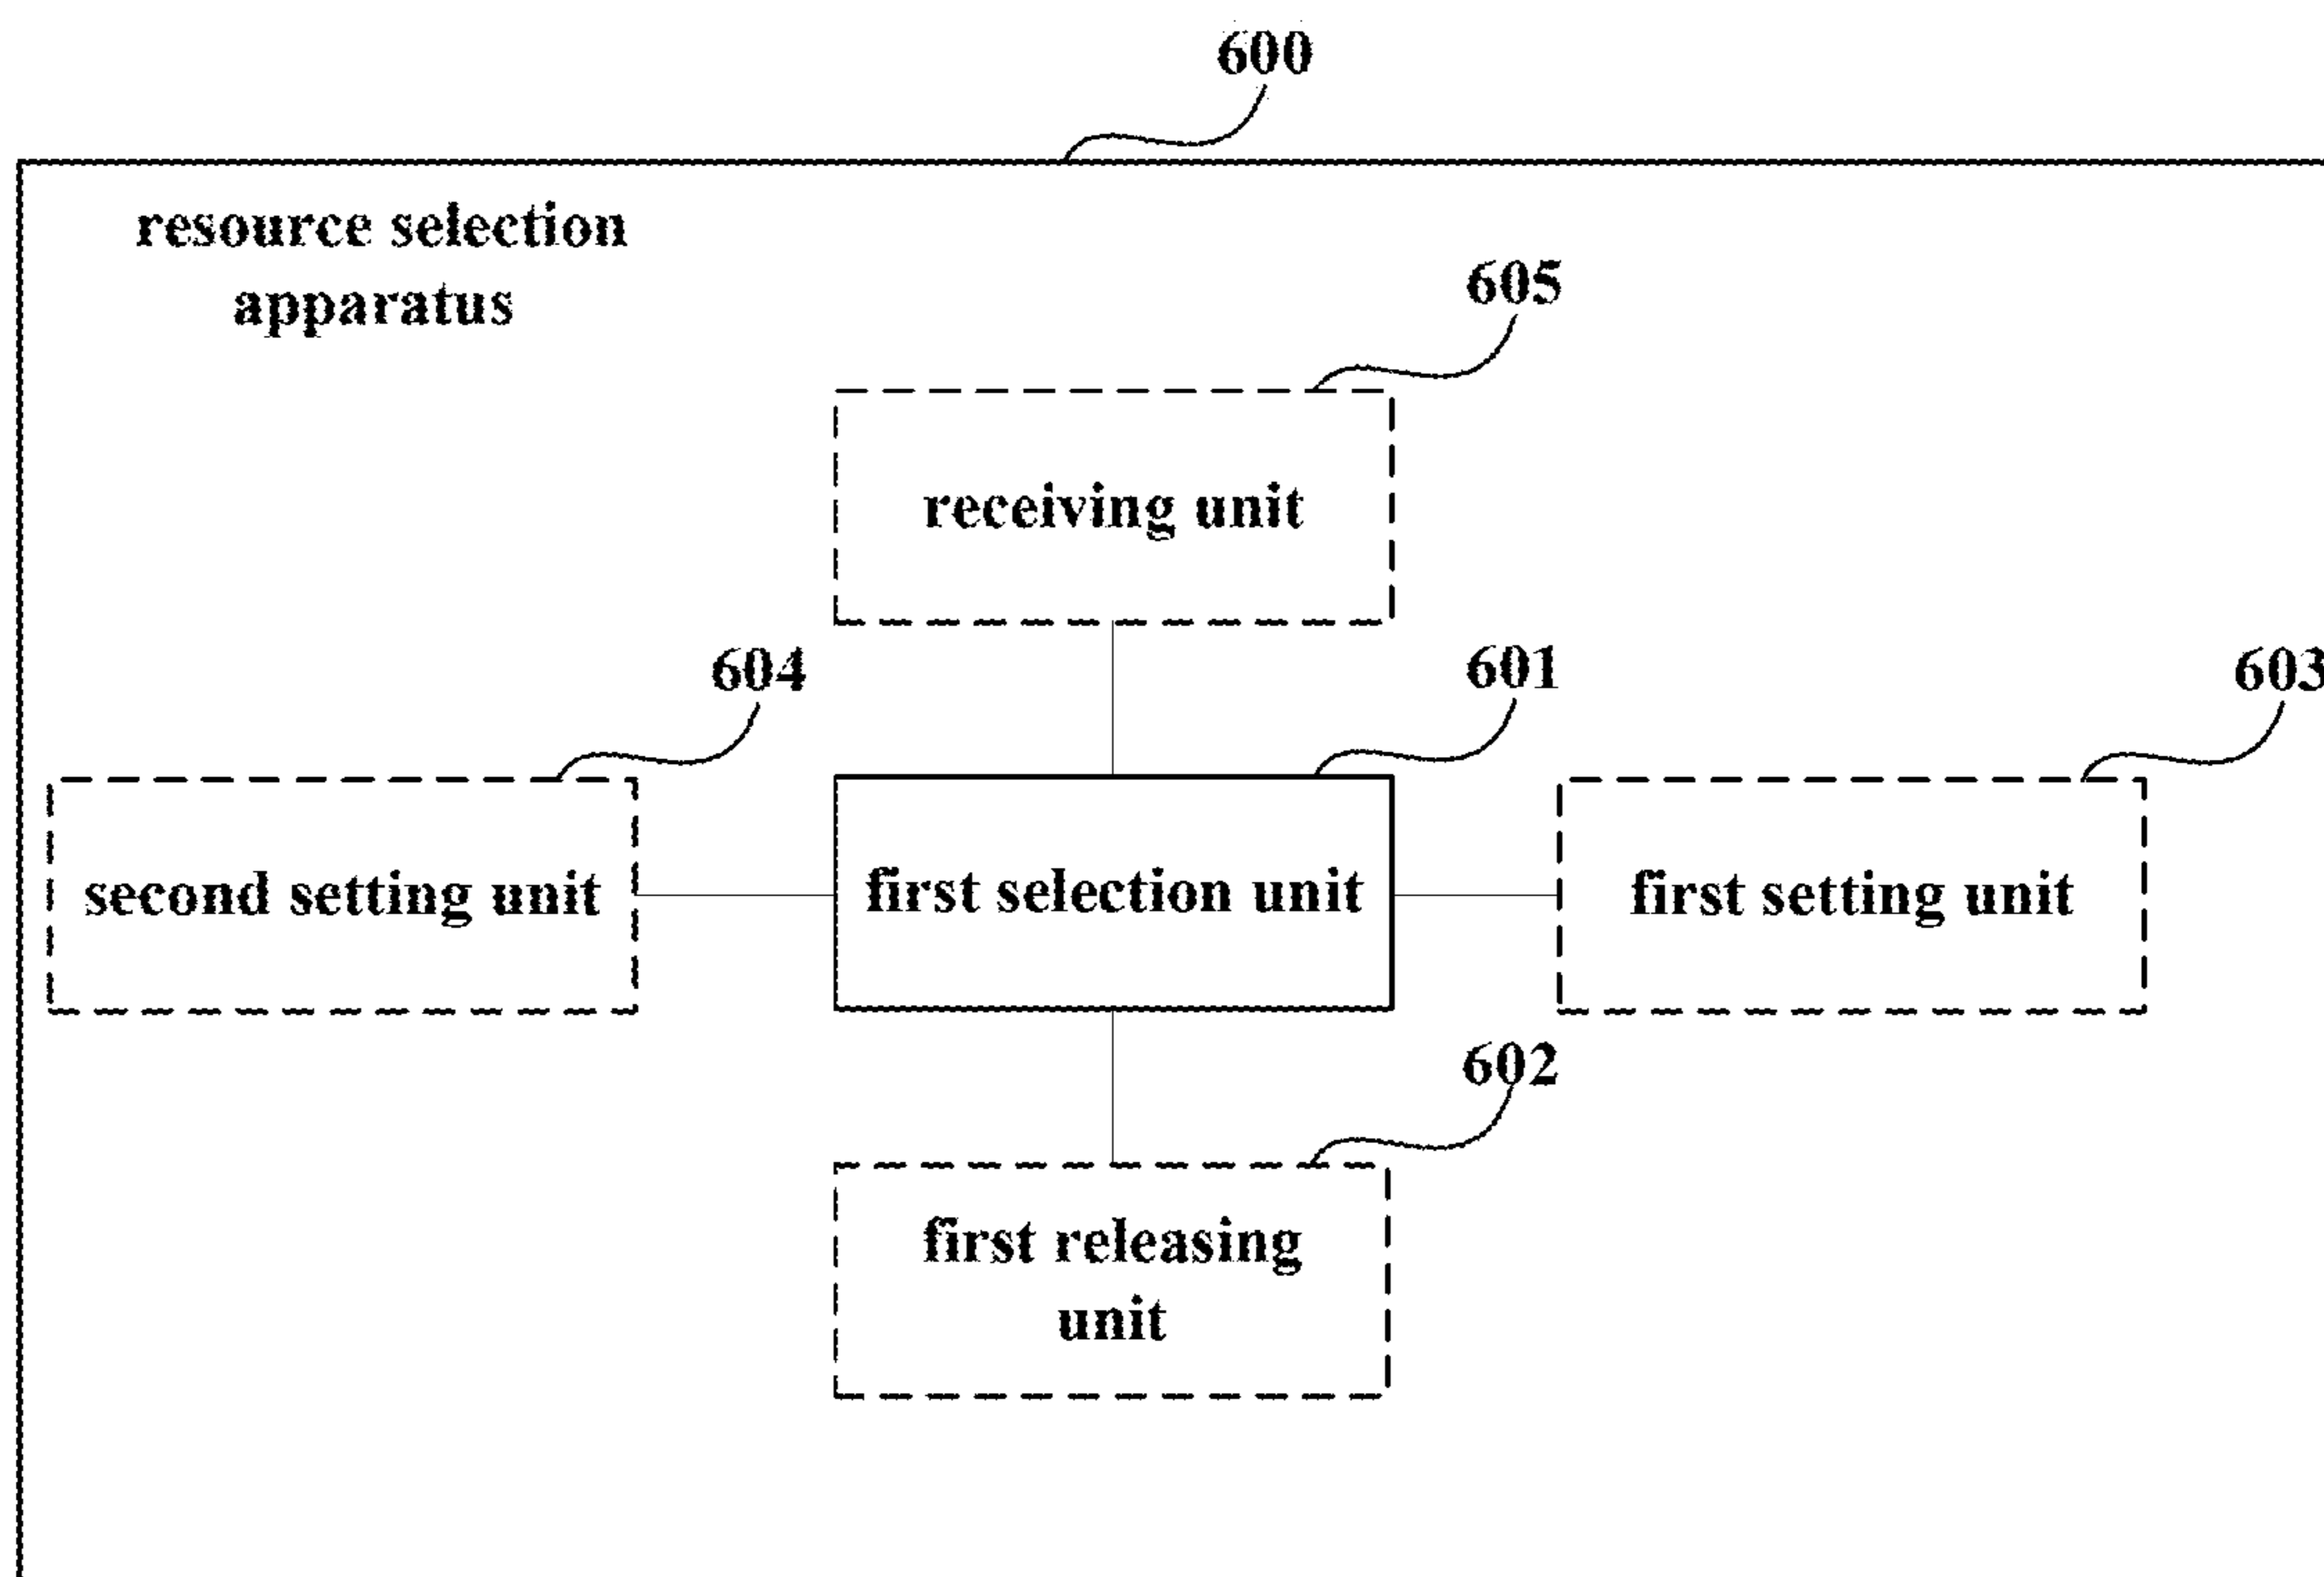 600
resource selection
apparatus
605
receiving unit
604
601
603
second setting unit
first selection unit
first setting unit
602
first releasing
unit